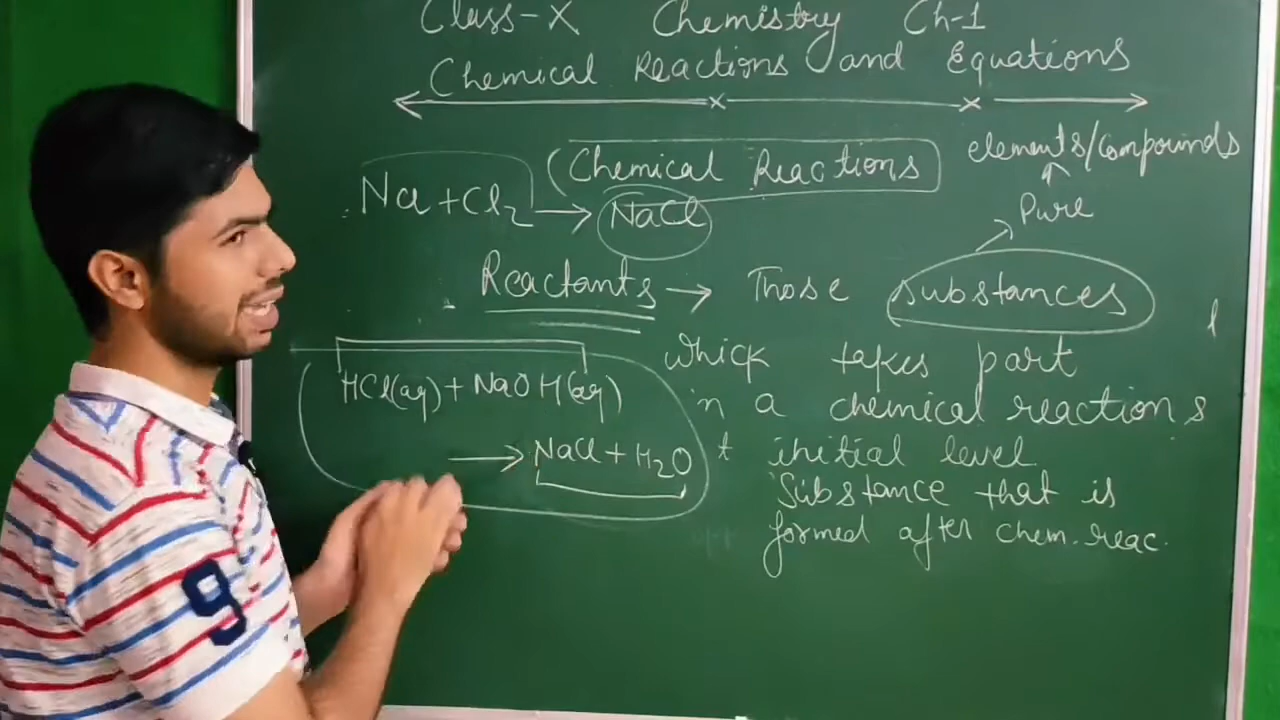 Class-X Chemistry Ch-1
Chemical Reactions and Equations
Chemical Reactions
elements/compounds
Pure
Na + Cl2 → NaCl
Reactants → Those substances
which takes part
in a chemical reactions
initial level
HCl(aq) + NaOH(aq)
→ NaCl + H2O
Substance that is
formed after chem. reac.
9